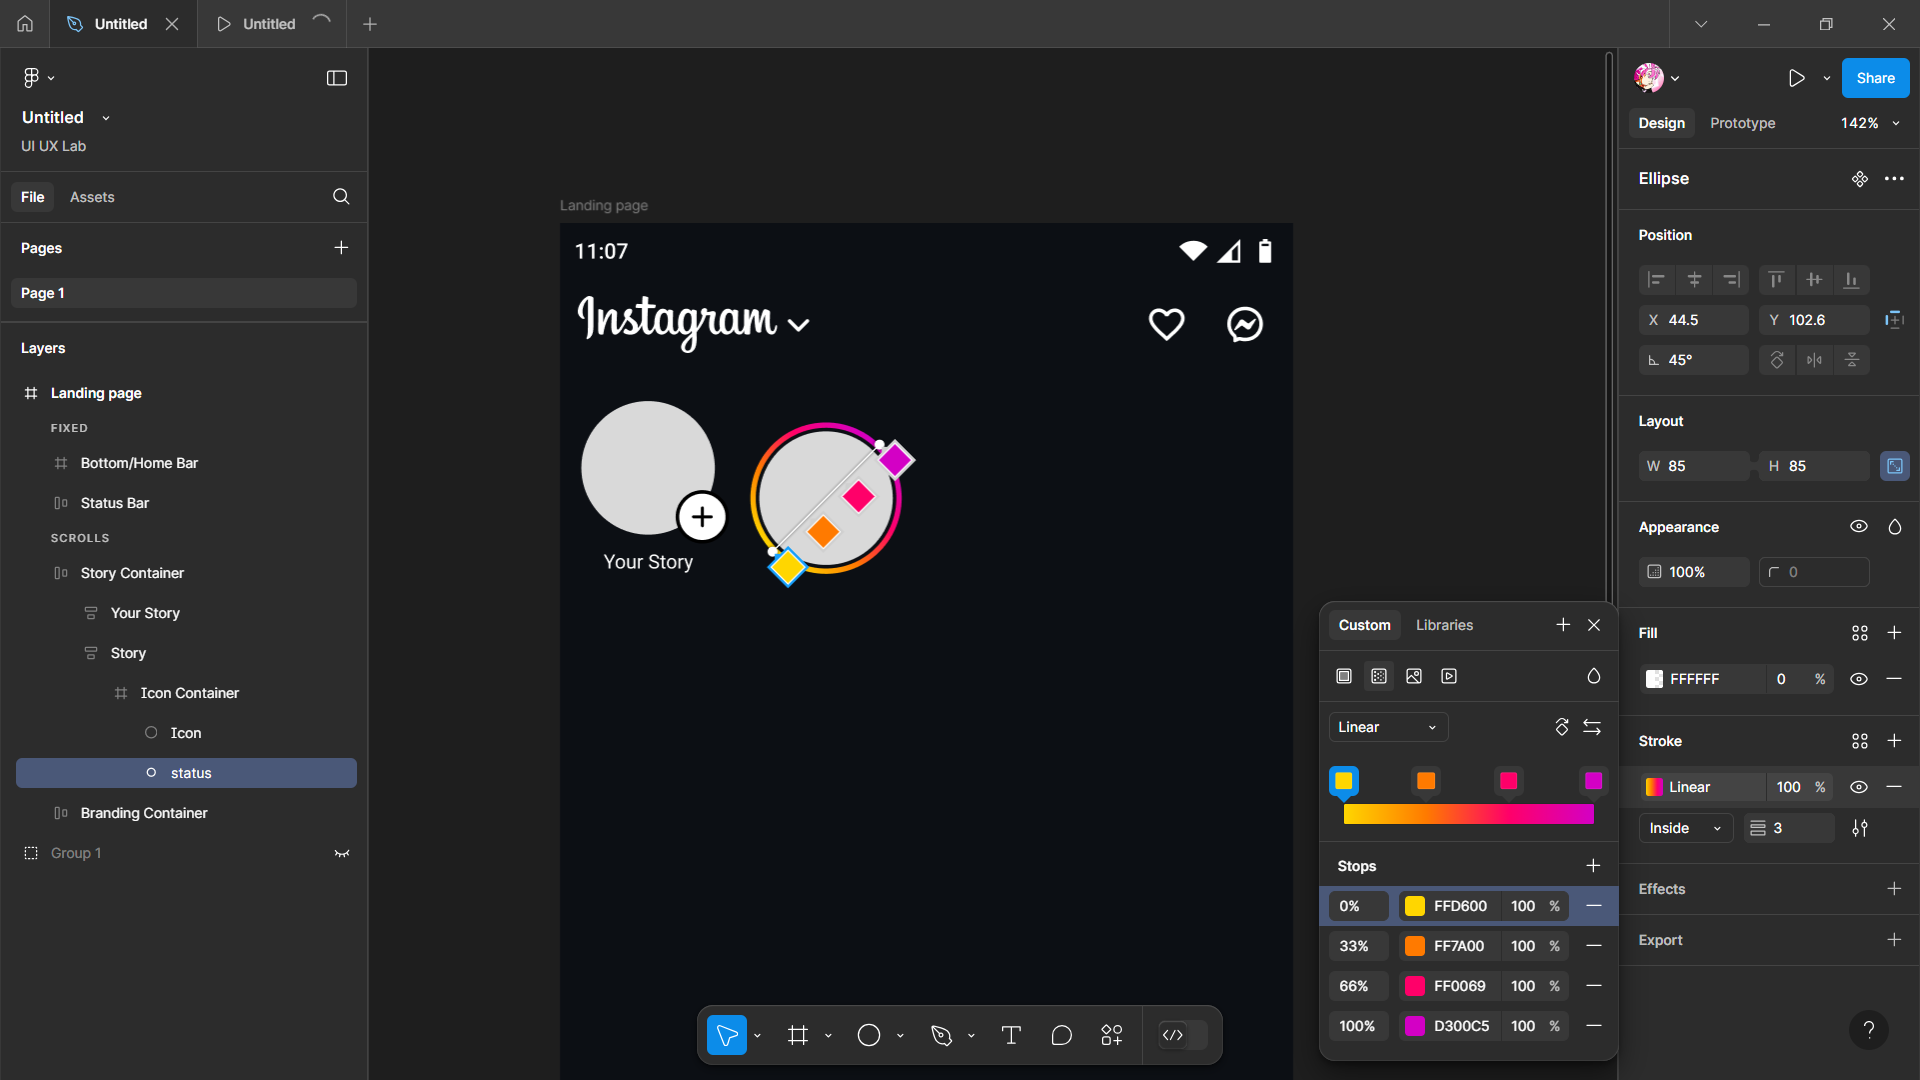 Untitled
Untitled
Untitled
UI UX Lab
File
Assets
Pages
Page 1
Layers
Landing page
FIXED
Bottom/Home Bar
Status Bar
SCROLLS
Story Container
Your Story
Story
Icon Container
Icon
status
Branding Container
Group 1
Landing page
11:07
Instagram
Your Story
Custom
Libraries
Linear
Stops
0% FFD600 100 %
33% FF7A00 100 %
66% FF0069 100 %
100% D300C5 100 %
Share
Design
Prototype
142%
Ellipse
Position
X 44.5
Y 102.6
45°
Layout
W 85
H 85
Appearance
100%
0
Fill
FFFFFF 0 %
Stroke
Linear 100 %
Inside
3
Effects
Export
?